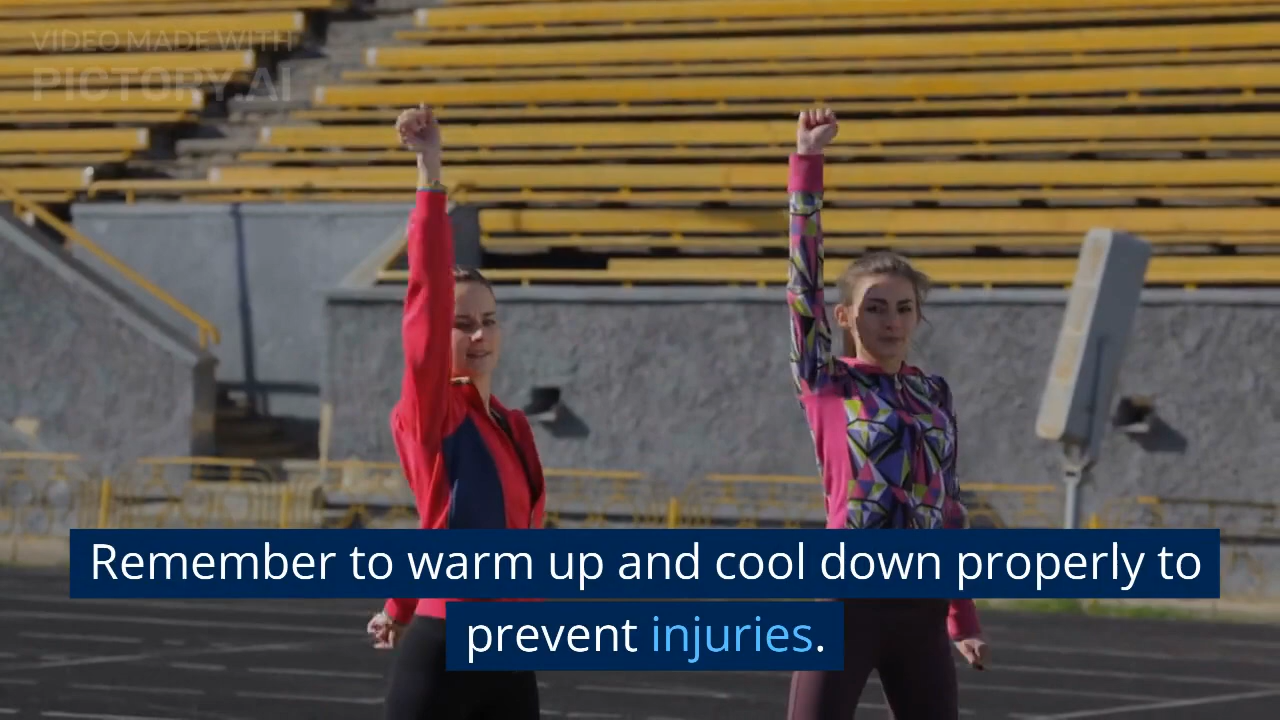 VIDEO MADE WITH
PICTORY.AI
Remember to warm up and cool down properly to
prevent injuries.